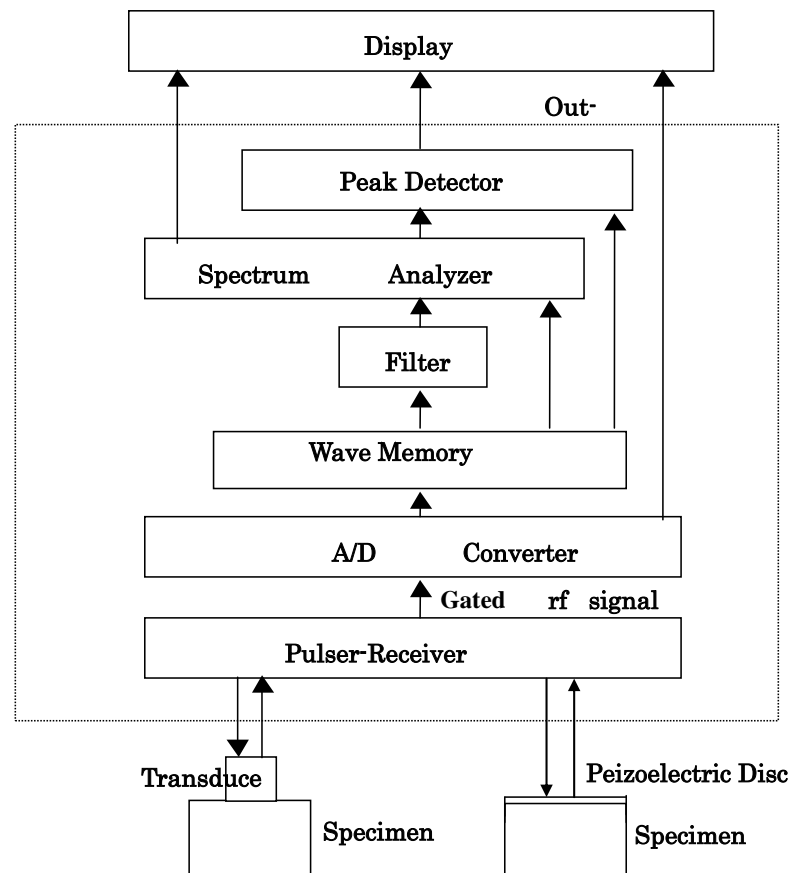 Display
Out-
Peak Detector
Spectrum Analyzer
Filter
Wave Memory
A/D Converter
Gated rf signal
Pulser-Receiver
Transduce
Peizoelectric Disc
Specimen
Specimen